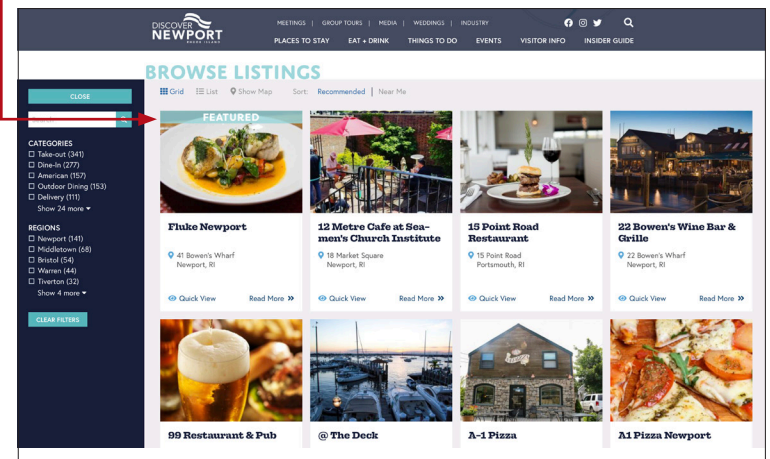 DISCOVER
NEWPORT
RHODE ISLAND
MEETINGS | GROUP TOURS | MEDIA | WEDDINGS | INDUSTRY
PLACES TO STAY EAT + DRINK THINGS TO DO EVENTS VISITOR INFO INSIDER GUIDE
BROWSE LISTINGS
CLOSE
Search
CATEGORIES
Take-out (341)
Dine-In (277)
American (157)
Outdoor Dining (153)
Delivery (111)
Show 24 more
REGIONS
Newport (141)
Middletown (68)
Bristol (54)
Warren (44)
Tiverton (32)
Show 4 more
CLEAR FILTERS
Grid List Show Map Sort: Recommended | Near Me
FEATURED
Fluke Newport
41 Bowen's Wharf
Newport, RI
Quick View Read More »
12 Metre Cafe at Sea-
men's Church Institute
18 Market Square
Newport, RI
Quick View Read More »
15 Point Road
Restaurant
15 Point Road
Portsmouth, RI
Quick View Read More »
22 Bowen's Wine Bar &
Grille
22 Bowen's Wharf
Newport, RI
Quick View Read More »
99 Restaurant & Pub
@ The Deck
A-1 Pizza
A1 Pizza Newport